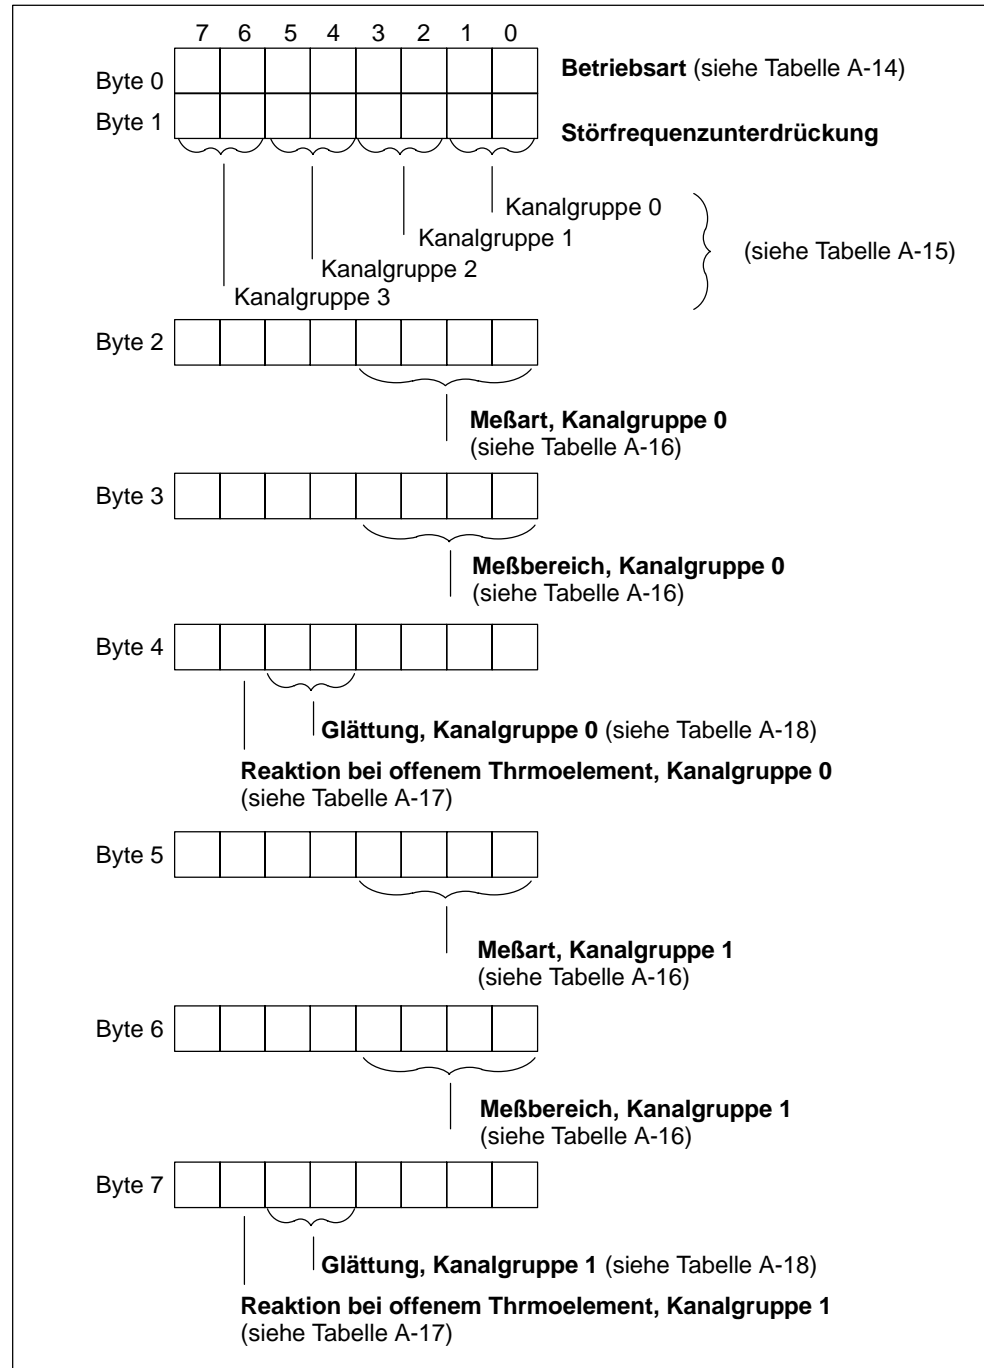 7 6 5 4 3 2 1 0
Byte 0
Betriebsart (siehe Tabelle A-14)
Byte 1
Störfrequenzunterdrückung
Kanalgruppe 0
Kanalgruppe 1
(siehe Tabelle A-15)
Kanalgruppe 2
Kanalgruppe 3
Byte 2
Meßart, Kanalgruppe 0
(siehe Tabelle A-16)
Byte 3
Meßbereich, Kanalgruppe 0
(siehe Tabelle A-16)
Byte 4
Glättung, Kanalgruppe 0 (siehe Tabelle A-18)
Reaktion bei offenem Thrmoelement, Kanalgruppe 0
(siehe Tabelle A-17)
Byte 5
Meßart, Kanalgruppe 1
(siehe Tabelle A-16)
Byte 6
Meßbereich, Kanalgruppe 1
(siehe Tabelle A-16)
Byte 7
Glättung, Kanalgruppe 1 (siehe Tabelle A-18)
Reaktion bei offenem Thrmoelement, Kanalgruppe 1
(siehe Tabelle A-17)